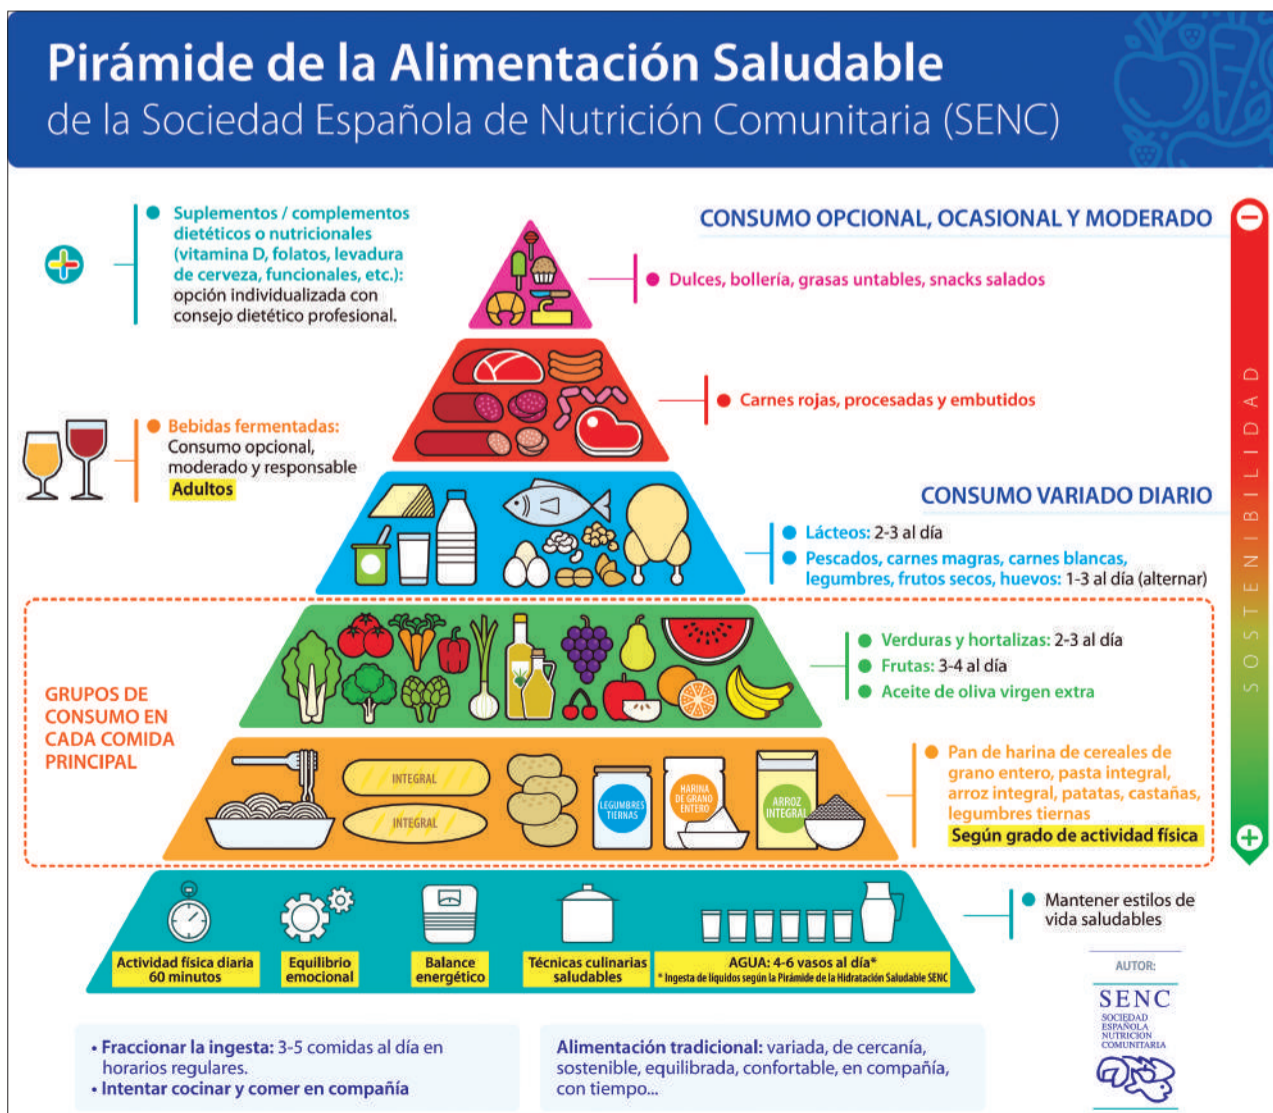 Pirámide de la Alimentación Saludable
de la Sociedad Española de Nutrición Comunitaria (SENC)
Suplementos / complementos
dietéticos o nutricionales
(vitamina D, folatos, levadura
de cerveza, funcionales, etc.):
opción individualizada con
consejo dietético profesional.
CONSUMO OPCIONAL, OCASIONAL Y MODERADO
Dulces, bollería, grasas untables, snacks salados
Carnes rojas, procesadas y embutidos
Bebidas fermentadas:
Consumo opcional,
moderado y responsable
Adultos
CONSUMO VARIADO DIARIO
Lácteos: 2-3 al día
Pescados, carnes magras, carnes blancas,
legumbres, frutos secos, huevos: 1-3 al día (alternar)
SOSTENIBILIDAD
GRUPOS DE
CONSUMO EN
CADA COMIDA
PRINCIPAL
Verduras y hortalizas: 2-3 al día
Frutas: 3-4 al día
Aceite de oliva virgen extra
INTEGRAL
INTEGRAL
LEGUMBRES
TIERNAS
HARINA
DE GRANO
ENTERO
ARROZ
INTEGRAL
Pan de harina de cereales de
grano entero, pasta integral,
arroz integral, patatas, castañas,
legumbres tiernas
Según grado de actividad física
Actividad física diaria
60 minutos
Equilibrio
emocional
Balance
energético
Técnicas culinarias
saludables
AGUA: 4-6 vasos al día*
* Ingesta de líquidos según la Pirámide de la Hidratación Saludable SENC
Mantener estilos de
vida saludables
• Fraccionar la ingesta: 3-5 comidas al día en
horarios regulares.
• Intentar cocinar y comer en compañía
Alimentación tradicional: variada, de cercanía,
sostenible, equilibrada, confortable, en compañía,
con tiempo...
AUTOR:
SENC
SOCIEDAD
ESPAÑOLA
NUTRICIÓN
COMUNITARIA